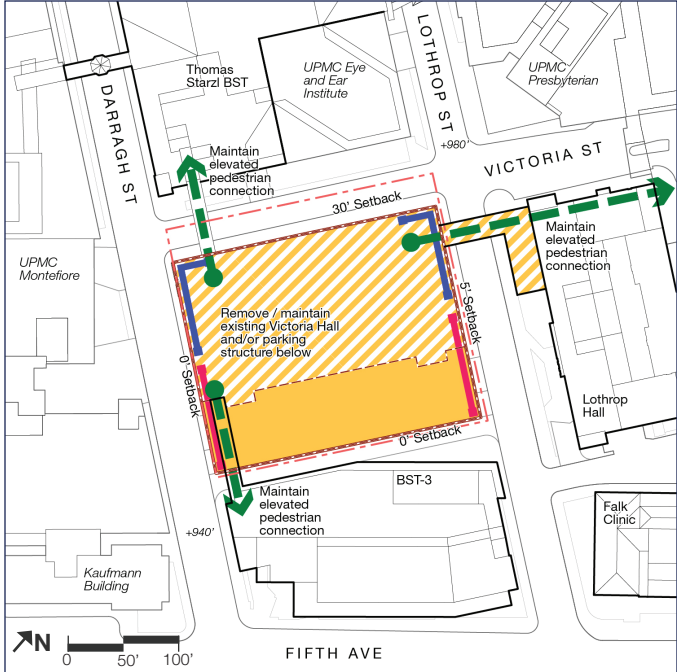 Thomas
Starzl BST
UPMC Eye
and Ear
Institute
LOTHROP ST
UPMC
Presbyterian
DARRAGH ST
+980'
VICTORIA ST
Maintain
elevated
pedestrian
connection
30' Setback
Maintain
elevated
pedestrian
connection
UPMC
Montefiore
Remove / maintain
existing Victoria Hall
and/or parking
structure below
5' Setback
0' Setback
Lothrop
Hall
0' Setback
BST-3
Maintain
elevated
pedestrian
connection
Falk
Clinic
+940'
Kaufmann
Building
N
0 50' 100'
FIFTH AVE